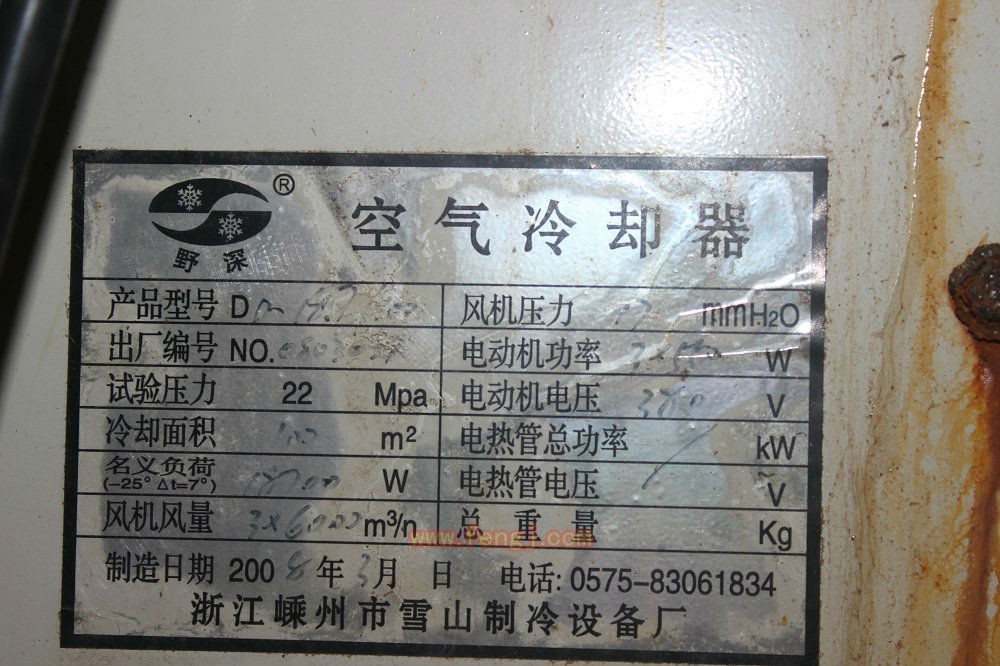 野深 ®
空气冷却器
产品型号 D
风机压力 mmH2O
出厂编号 NO.
电动机功率 W
试验压力 22 Mpa
电动机电压 380 V
冷却面积 100 m²
电热管总功率 / kW
名义负荷 (-25° Δt=7°) W
电热管电压 V
风机风量 3×6000 m³/n
总重量 Kg
制造日期 2008年3月 日 电话: 0575-83061834
浙江嵊州市雪山制冷设备厂